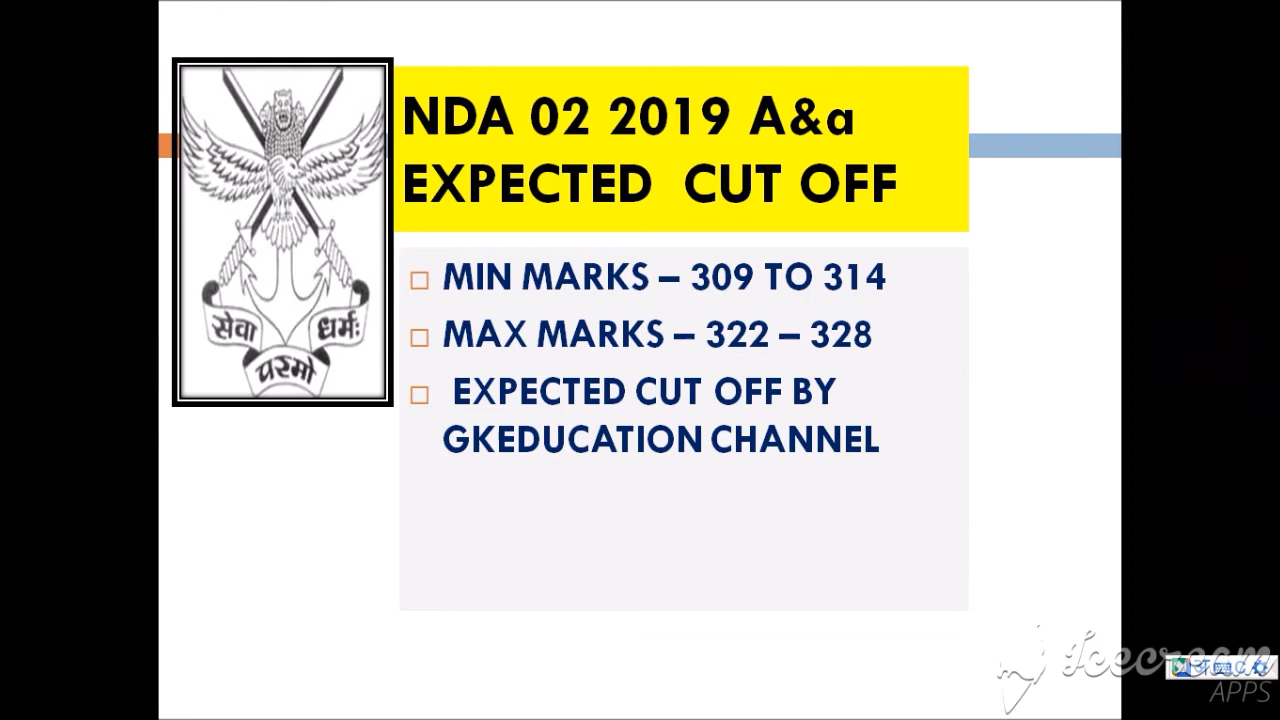 NDA 02 2019 A&a
EXPECTED CUT OFF
सेवा
धर्मः
परमो
MIN MARKS – 309 TO 314
MAX MARKS – 322 – 328
EXPECTED CUT OFF BY
GKEDUCATION CHANNEL
Icecream
APPS